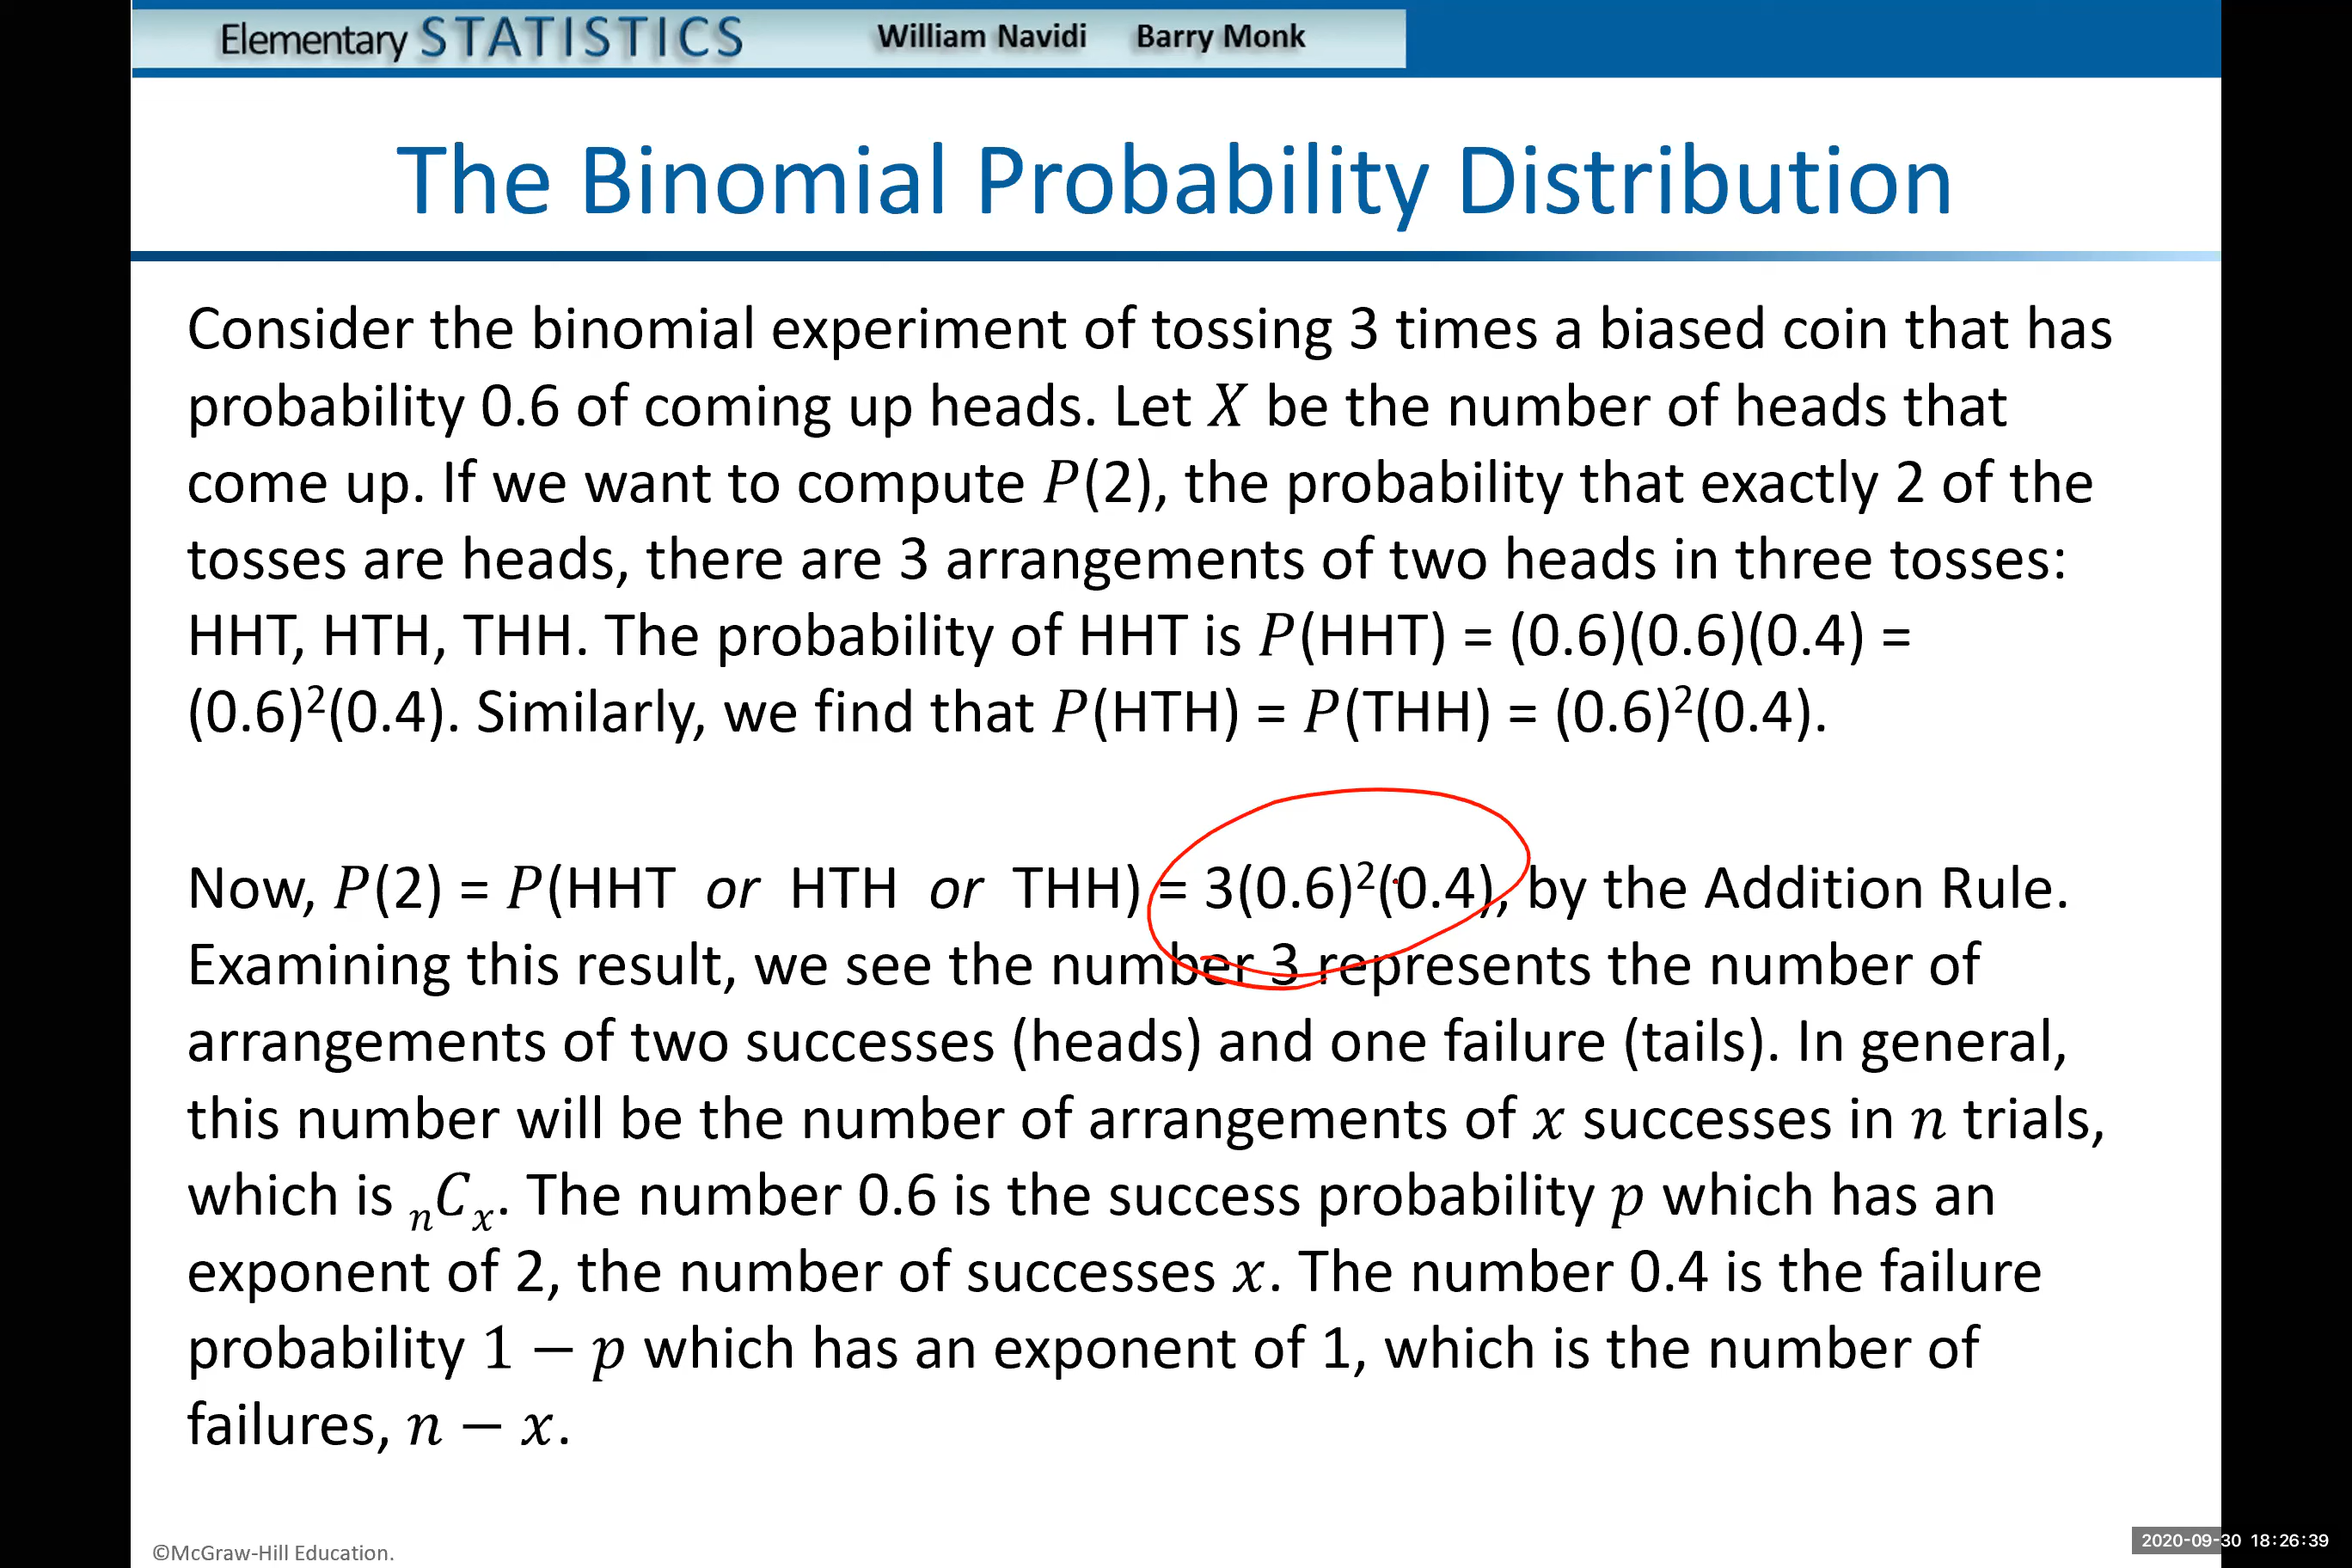 Elementary STATISTICS William Navidi Barry Monk
The Binomial Probability Distribution
Consider the binomial experiment of tossing 3 times a biased coin that has
probability 0.6 of coming up heads. Let X be the number of heads that
come up. If we want to compute P(2), the probability that exactly 2 of the
tosses are heads, there are 3 arrangements of two heads in three tosses:
HHT, HTH, THH. The probability of HHT is P(HHT) = (0.6)(0.6)(0.4) =
(0.6)²(0.4). Similarly, we find that P(HTH) = P(THH) = (0.6)²(0.4).
Now, P(2) = P(HHT or HTH or THH) = 3(0.6)²(0.4), by the Addition Rule.
Examining this result, we see the number 3 represents the number of
arrangements of two successes (heads) and one failure (tails). In general,
this number will be the number of arrangements of x successes in n trials,
which is ₙCₓ. The number 0.6 is the success probability p which has an
exponent of 2, the number of successes x. The number 0.4 is the failure
probability 1 − p which has an exponent of 1, which is the number of
failures, n − x.
©McGraw-Hill Education.
2020-09-30 18:26:39